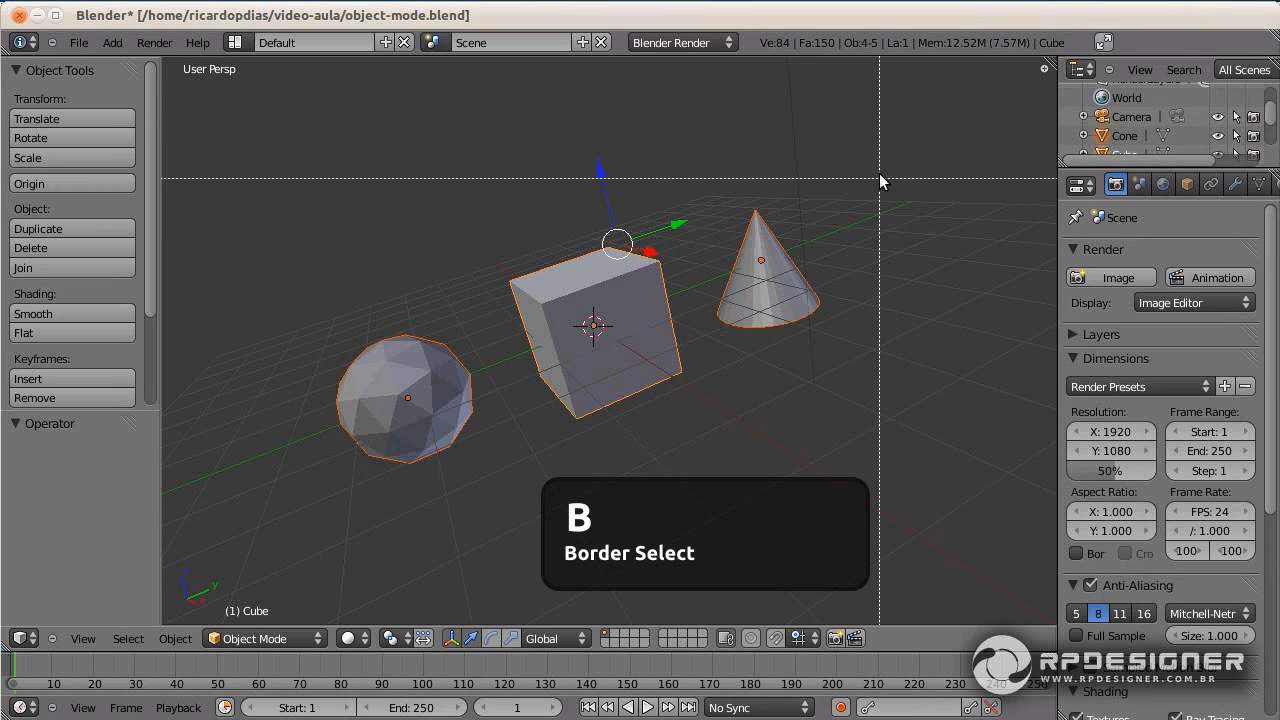 Blender* [/home/ricardopdias/video-aula/object-mode.blend]
File Add Render Help Default Scene Blender Render Ve:84 | Fa:150 | Ob:4-5 | La:1 | Mem:12.52M (7.57M) | Cube
Object Tools
Transform:
Translate
Rotate
Scale
Origin
Object:
Duplicate
Delete
Join
Shading:
Smooth
Flat
Keyframes:
Insert
Remove
Operator
User Persp
B
Border Select
y
(1) Cube
View Select Object Object Mode Global
View Search All Scenes
World
Camera
Cone
Scene
Render
Image Animation
Display: Image Editor
Layers
Dimensions
Render Presets
Resolution: Frame Range:
X: 1920 Start: 1
Y: 1080 End: 250
50% Step: 1
Aspect Ratio: Frame Rate:
X: 1.000 FPS: 24
Y: 1.000 /: 1.000
Bor Cro 100 100
Anti-Aliasing
5 8 11 16 Mitchell-Netr
Full Sample Size: 1.000
Shading
Textures Ray Tracing
RPDESIGNER
WWW.RPDESIGNER.COM.BR
10 20 30 40 50 60 70 80 90 100 110 120 130 140 150 160 170 180 190 200 210 220 230 240 250
View Frame Playback Start: 1 End: 250 1 No Sync